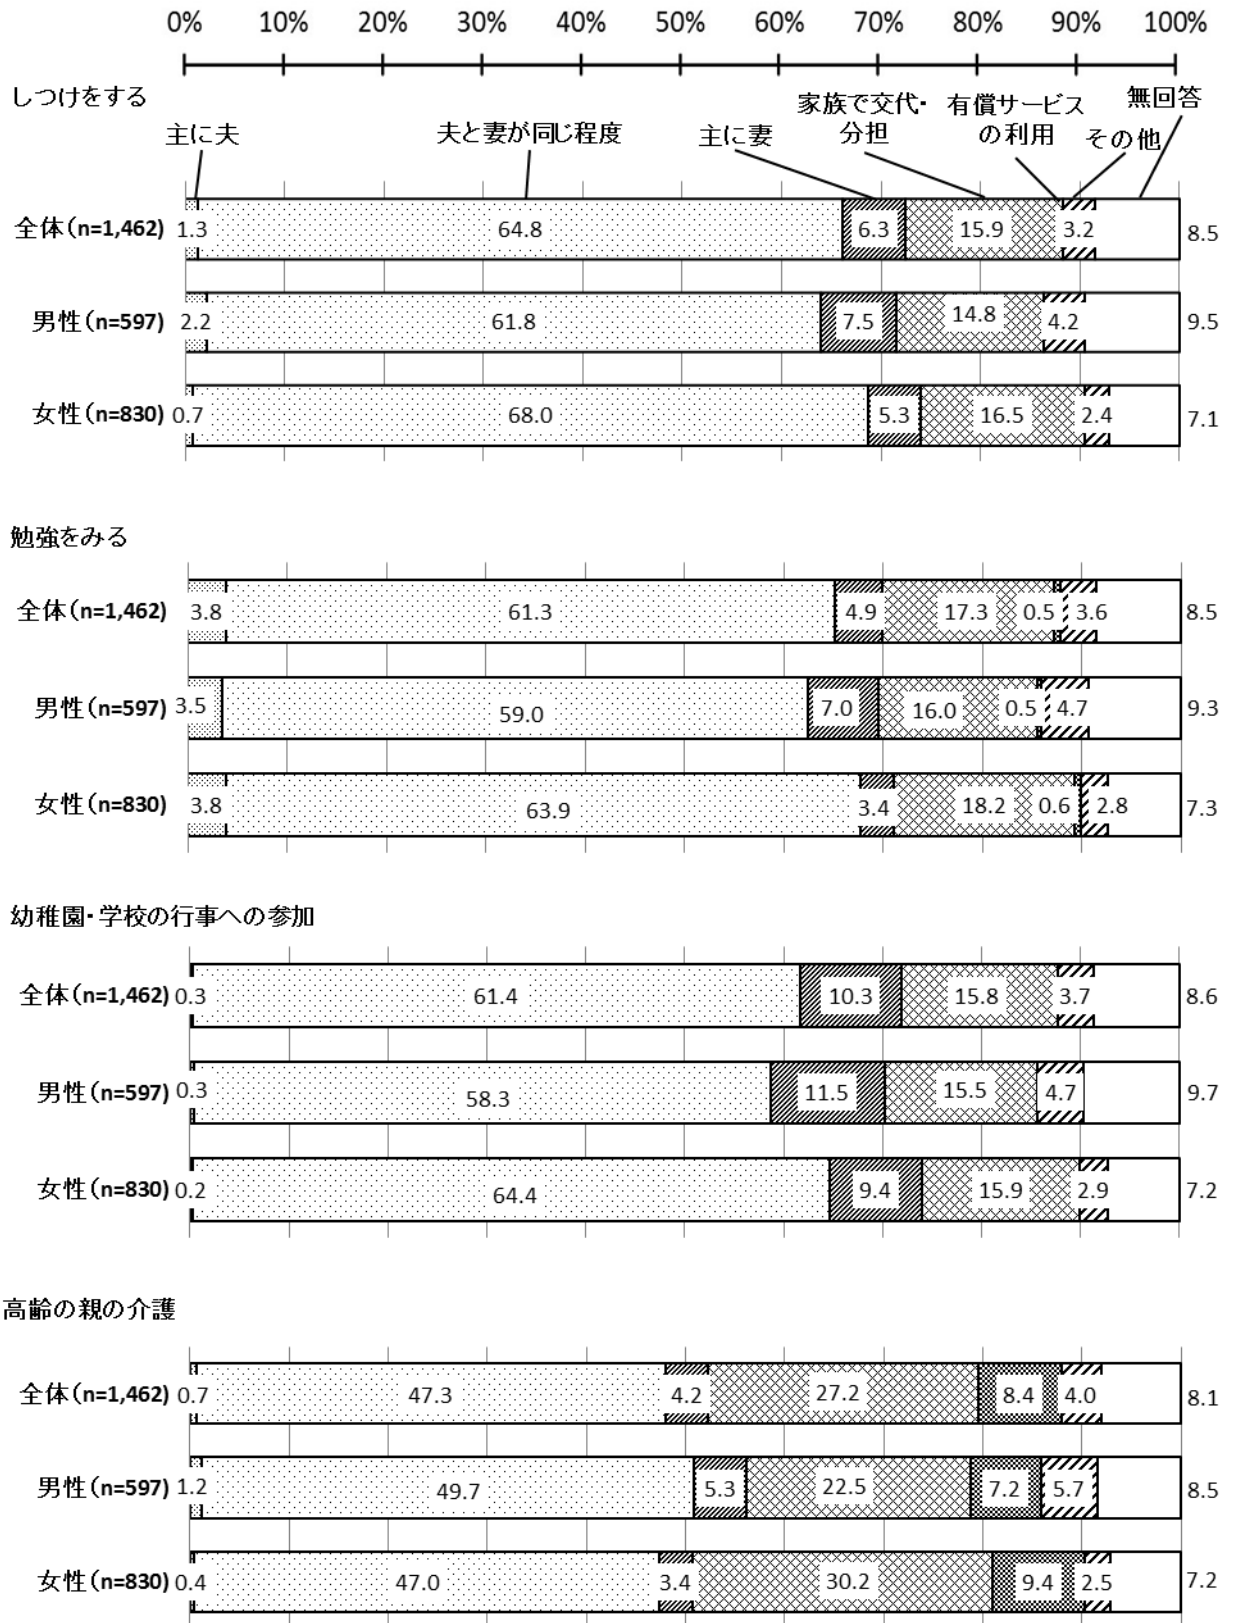 0% 10% 20% 30% 40% 50% 60% 70% 80% 90% 100%
しつけをする
主に夫 夫と妻が同じ程度 主に妻 家族で交代・分担 有償サービスの利用 その他 無回答
全体(n=1,462) 1.3 64.8 6.3 15.9 3.2 8.5
男性(n=597) 2.2 61.8 7.5 14.8 4.2 9.5
女性(n=830) 0.7 68.0 5.3 16.5 2.4 7.1
勉強をみる
全体(n=1,462) 3.8 61.3 4.9 17.3 0.5 3.6 8.5
男性(n=597) 3.5 59.0 7.0 16.0 0.5 4.7 9.3
女性(n=830) 3.8 63.9 3.4 18.2 0.6 2.8 7.3
幼稚園・学校の行事への参加
全体(n=1,462) 0.3 61.4 10.3 15.8 3.7 8.6
男性(n=597) 0.3 58.3 11.5 15.5 4.7 9.7
女性(n=830) 0.2 64.4 9.4 15.9 2.9 7.2
高齢の親の介護
全体(n=1,462) 0.7 47.3 4.2 27.2 8.4 4.0 8.1
男性(n=597) 1.2 49.7 5.3 22.5 7.2 5.7 8.5
女性(n=830) 0.4 47.0 3.4 30.2 9.4 2.5 7.2